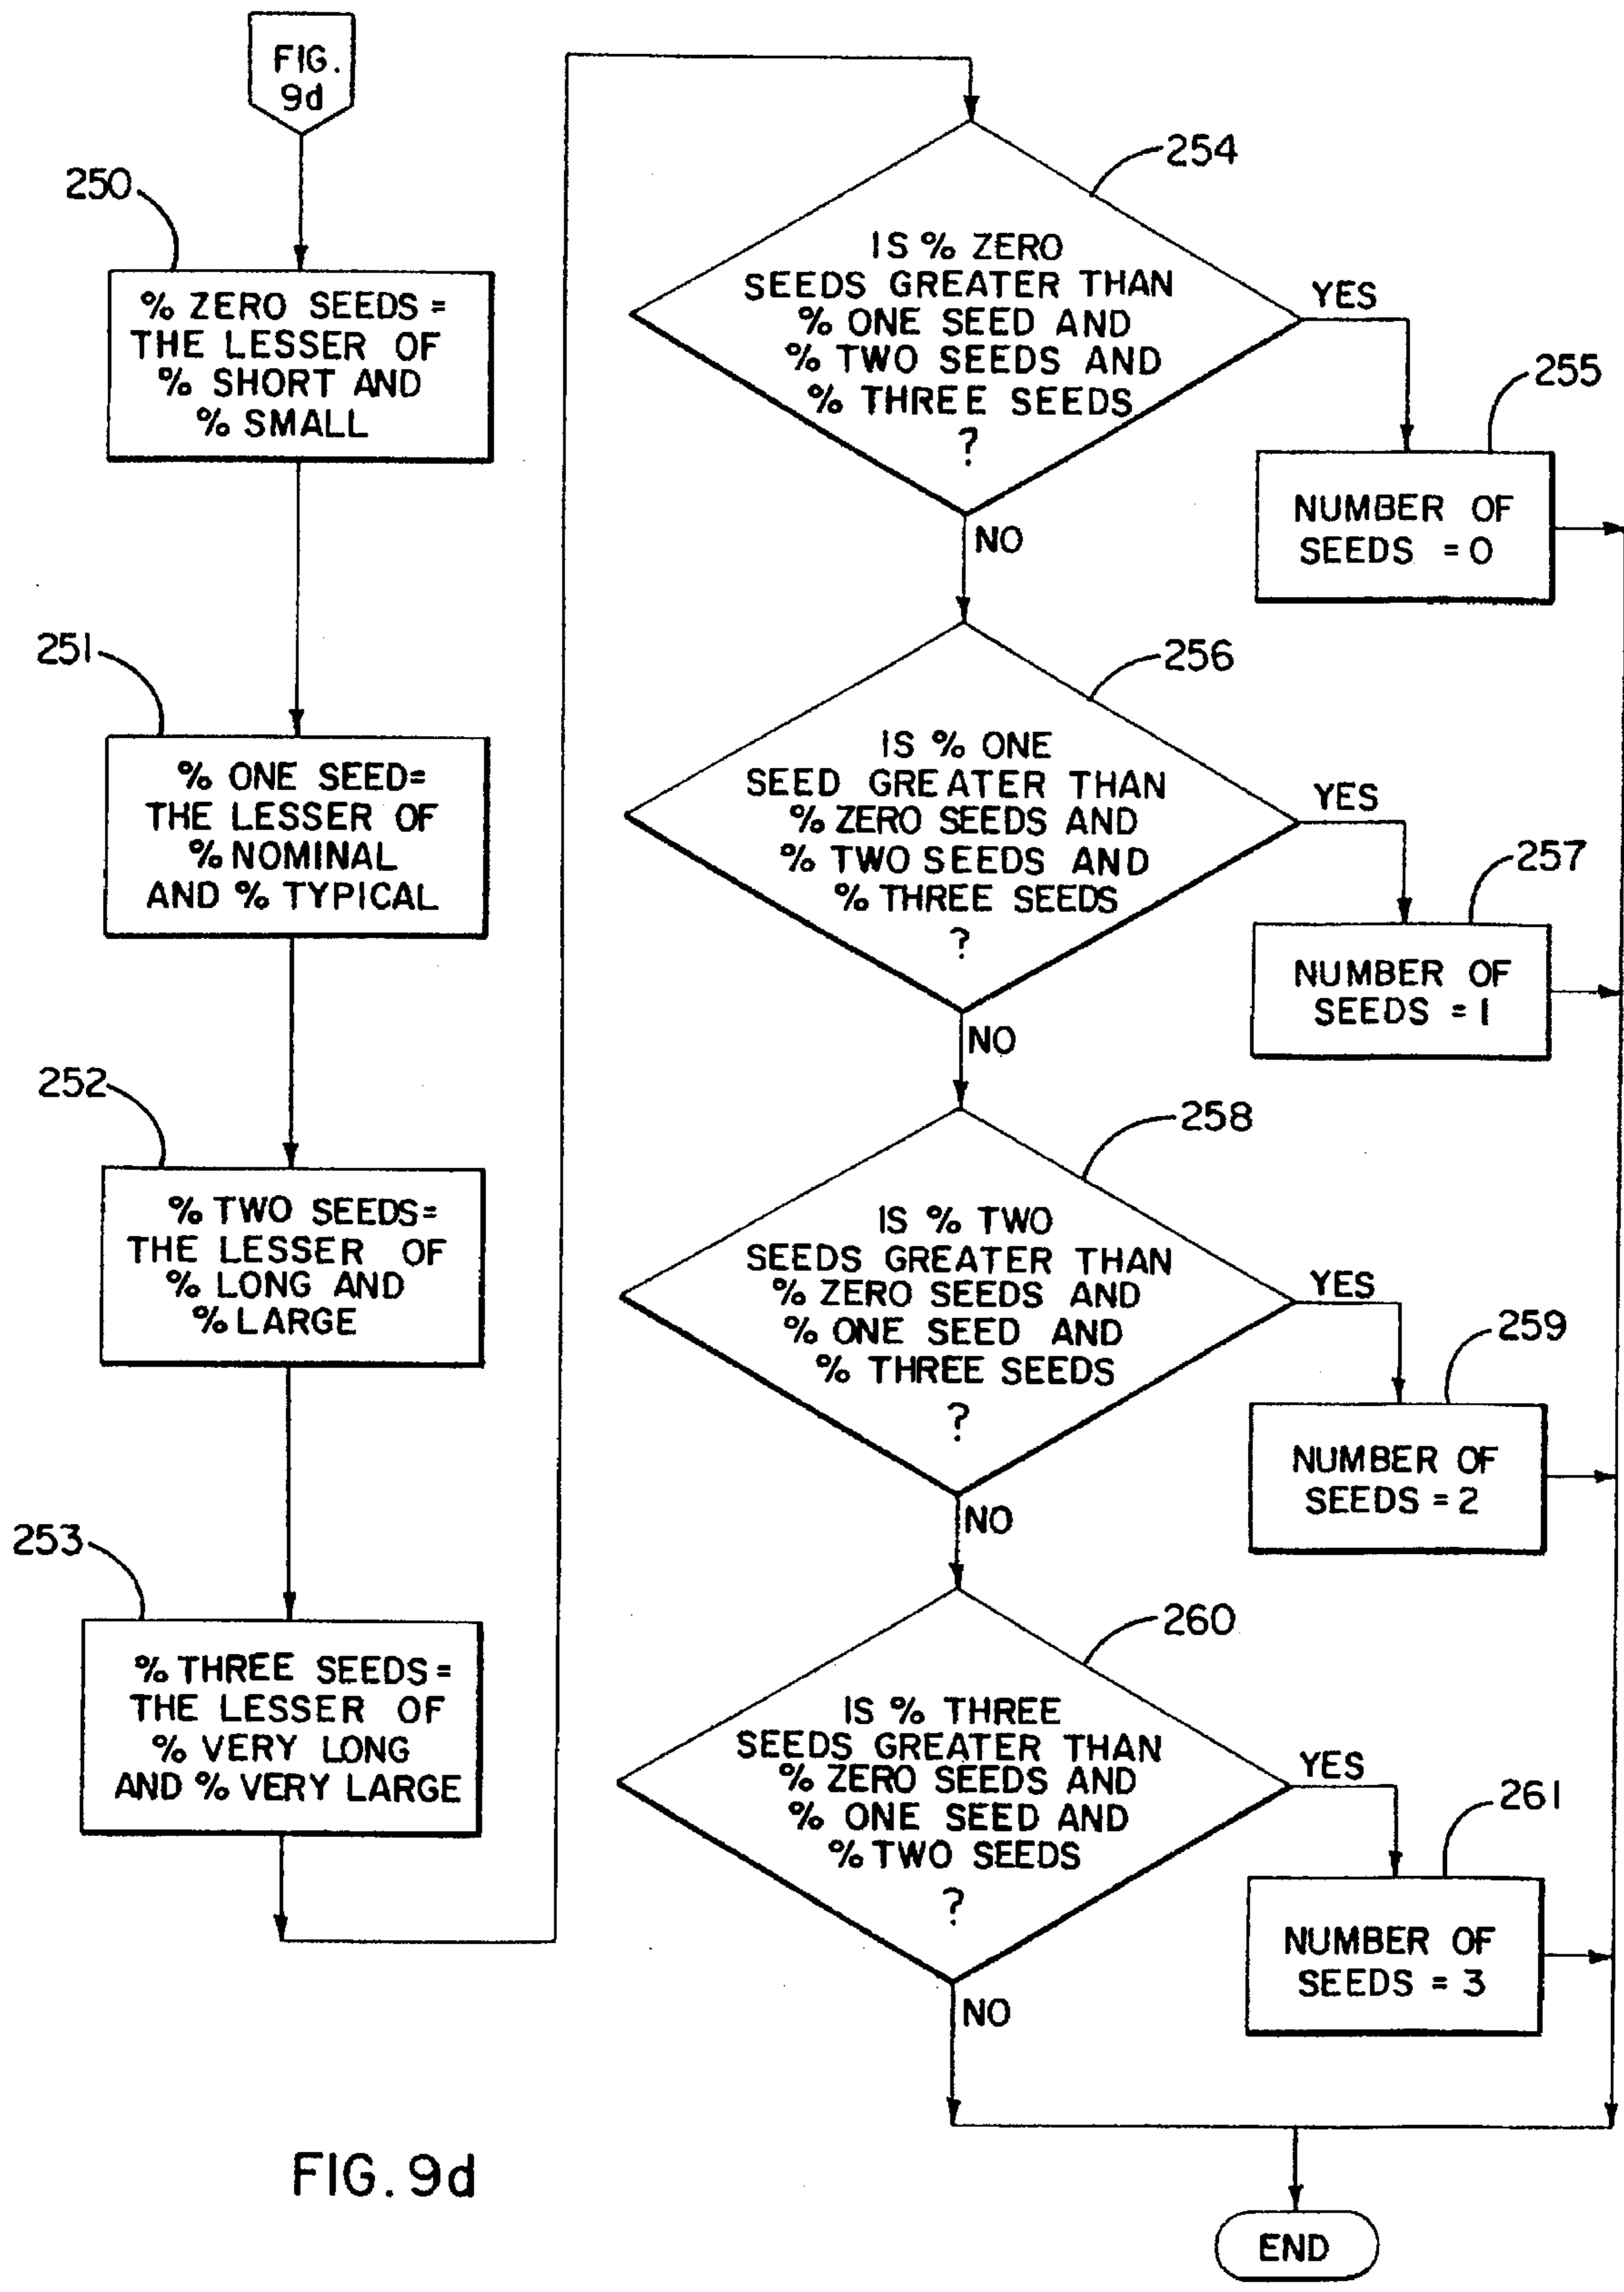 FIG.
9d
250
% ZERO SEEDS =
THE LESSER OF
% SHORT AND
% SMALL
251
% ONE SEED=
THE LESSER OF
% NOMINAL
AND % TYPICAL
252
% TWO SEEDS=
THE LESSER OF
% LONG AND
% LARGE
253
% THREE SEEDS =
THE LESSER OF
% VERY LONG
AND % VERY LARGE
254
IS % ZERO
SEEDS GREATER THAN
% ONE SEED AND
% TWO SEEDS AND
% THREE SEEDS
?
YES
NO
255
NUMBER OF
SEEDS = 0
256
IS % ONE
SEED GREATER THAN
% ZERO SEEDS AND
% TWO SEEDS AND
% THREE SEEDS
?
YES
NO
257
NUMBER OF
SEEDS = 1
258
IS % TWO
SEEDS GREATER THAN
% ZERO SEEDS AND
% ONE SEED AND
% THREE SEEDS
?
YES
NO
259
NUMBER OF
SEEDS = 2
260
IS % THREE
SEEDS GREATER THAN
% ZERO SEEDS AND
% ONE SEED AND
% TWO SEEDS
?
YES
NO
261
NUMBER OF
SEEDS = 3
END
FIG. 9d